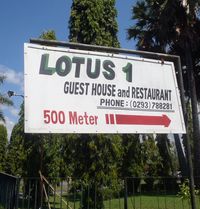 LOTUS 1
GUEST HOUSE and RESTAURANT
PHONE : (0293) 788281
500 Meter